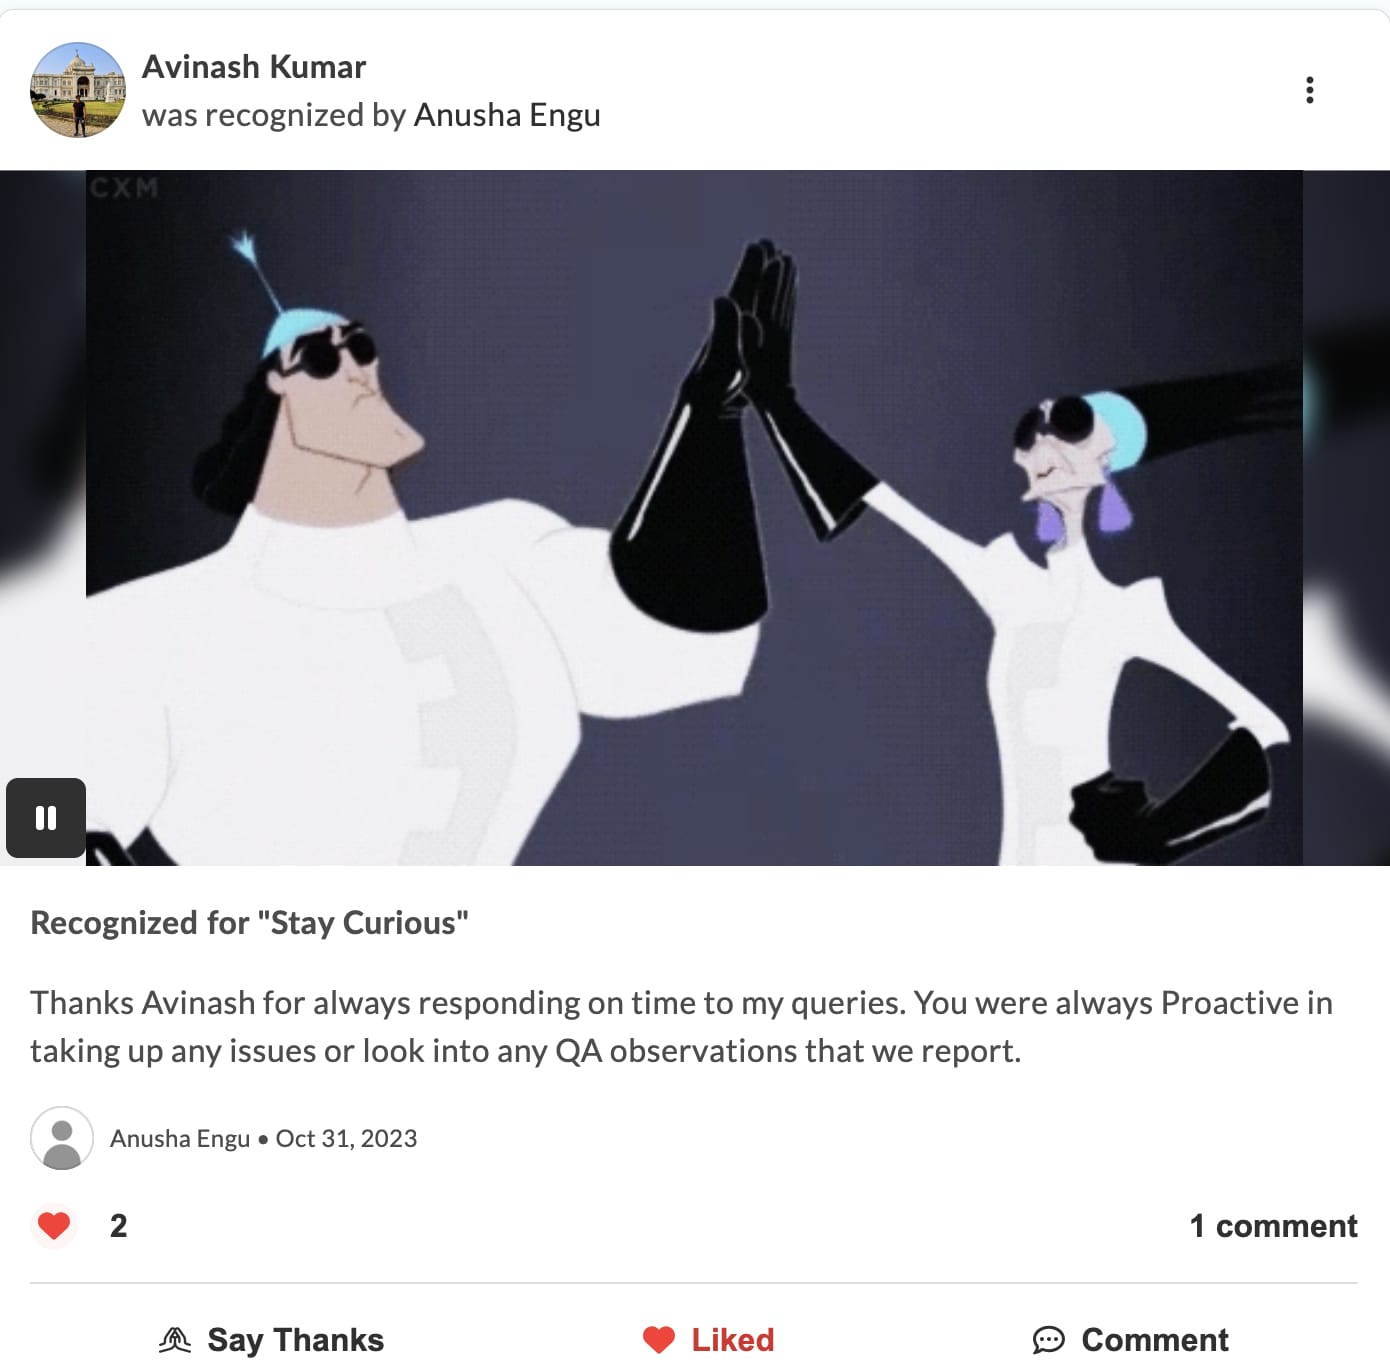 Avinash Kumar
was recognized by Anusha Engu
CXM
Recognized for "Stay Curious"
Thanks Avinash for always responding on time to my queries. You were always Proactive in
taking up any issues or look into any QA observations that we report.
Anusha Engu • Oct 31, 2023
2
1 comment
Say Thanks
Liked
Comment